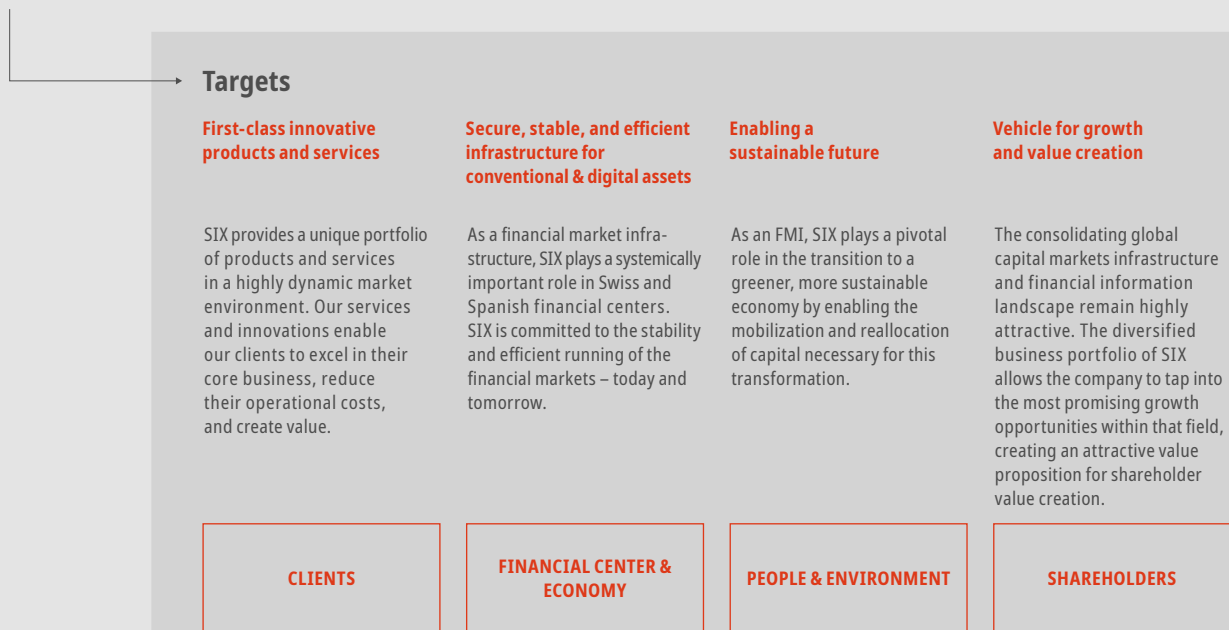 Targets
First-class innovative
products and services
SIX provides a unique portfolio
of products and services
in a highly dynamic market
environment. Our services
and innovations enable
our clients to excel in their
core business, reduce
their operational costs,
and create value.
CLIENTS
Secure, stable, and efficient
infrastructure for
conventional & digital assets
As a financial market infra-
structure, SIX plays a systemically
important role in Swiss and
Spanish financial centers.
SIX is committed to the stability
and efficient running of the
financial markets – today and
tomorrow.
FINANCIAL CENTER &
ECONOMY
Enabling a
sustainable future
As an FMI, SIX plays a pivotal
role in the transition to a
greener, more sustainable
economy by enabling the
mobilization and reallocation
of capital necessary for this
transformation.
PEOPLE & ENVIRONMENT
Vehicle for growth
and value creation
The consolidating global
capital markets infrastructure
and financial information
landscape remain highly
attractive. The diversified
business portfolio of SIX
allows the company to tap into
the most promising growth
opportunities within that field,
creating an attractive value
proposition for shareholder
value creation.
SHAREHOLDERS